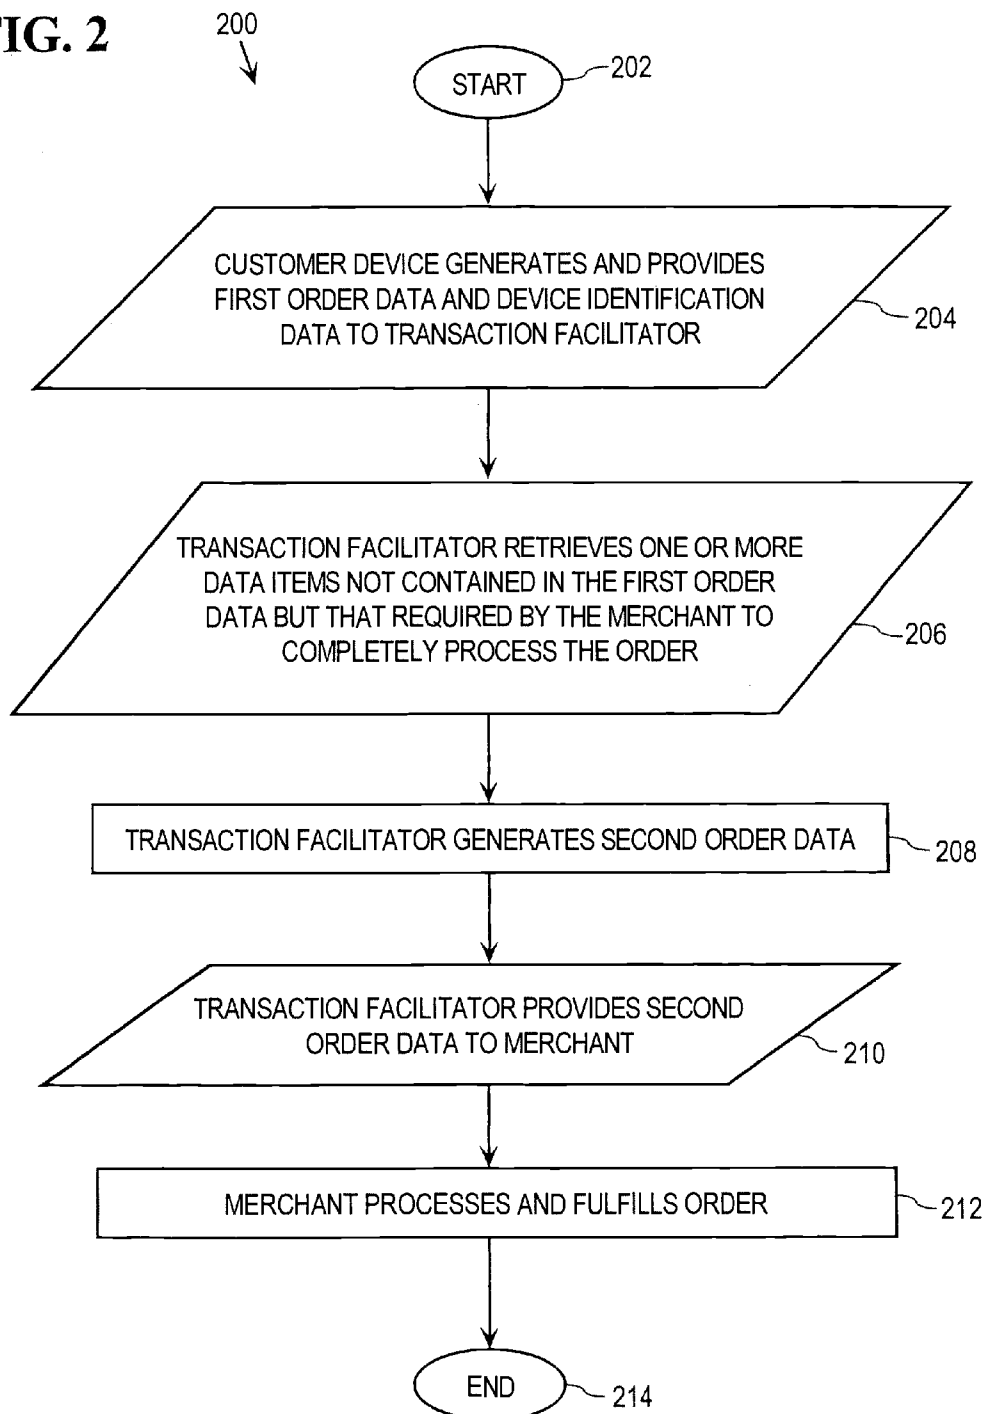 FIG. 2
200
START
202
CUSTOMER DEVICE GENERATES AND PROVIDES
FIRST ORDER DATA AND DEVICE IDENTIFICATION
DATA TO TRANSACTION FACILITATOR
204
TRANSACTION FACILITATOR RETRIEVES ONE OR MORE
DATA ITEMS NOT CONTAINED IN THE FIRST ORDER
DATA BUT THAT REQUIRED BY THE MERCHANT TO
COMPLETELY PROCESS THE ORDER
206
TRANSACTION FACILITATOR GENERATES SECOND ORDER DATA
208
TRANSACTION FACILITATOR PROVIDES SECOND
ORDER DATA TO MERCHANT
210
MERCHANT PROCESSES AND FULFILLS ORDER
212
END
214